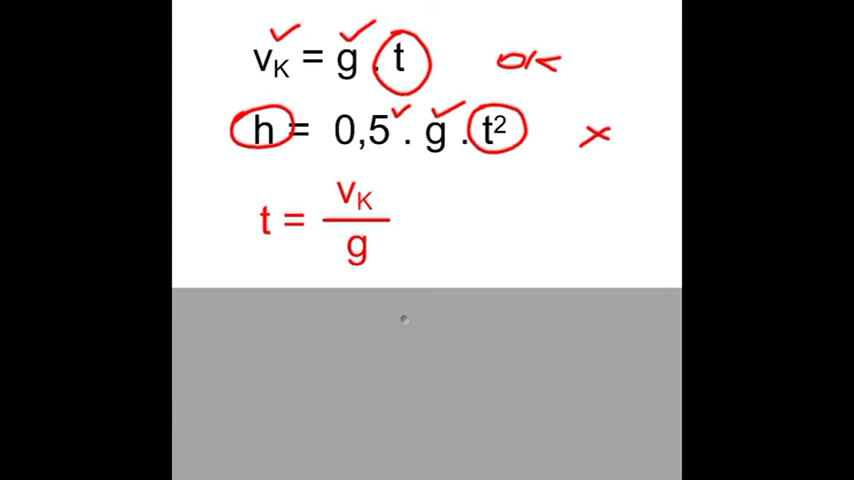 vK = g . t OK
h = 0,5 . g . t² x
t = vK / g